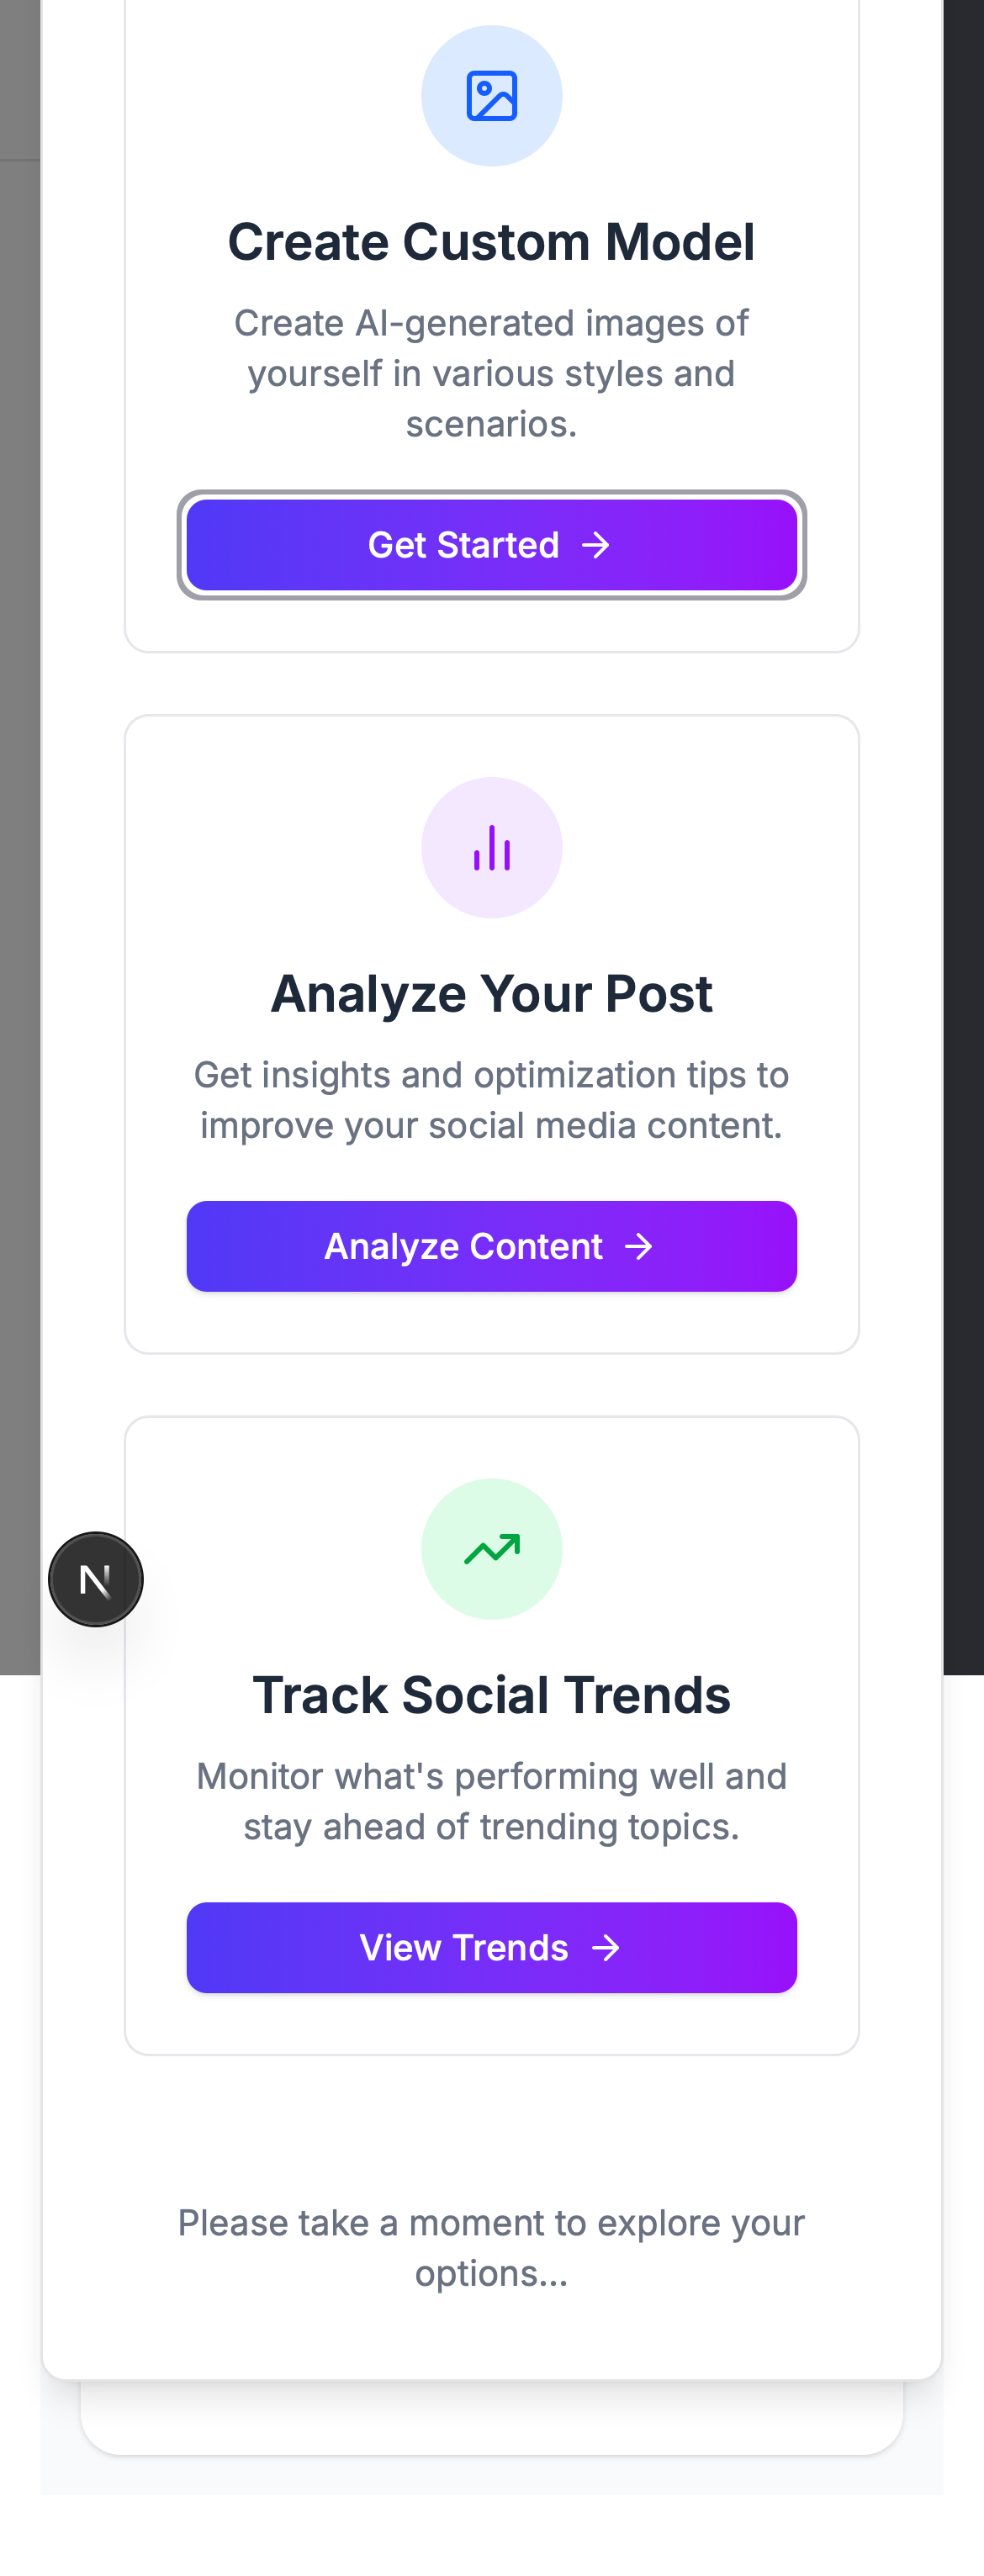 Create Custom Model
Create AI-generated images of
yourself in various styles and
scenarios.
Get Started
Analyze Your Post
Get insights and optimization tips to
improve your social media content.
Analyze Content
N
Track Social Trends
Monitor what's performing well and
stay ahead of trending topics.
View Trends
Please take a moment to explore your
options...